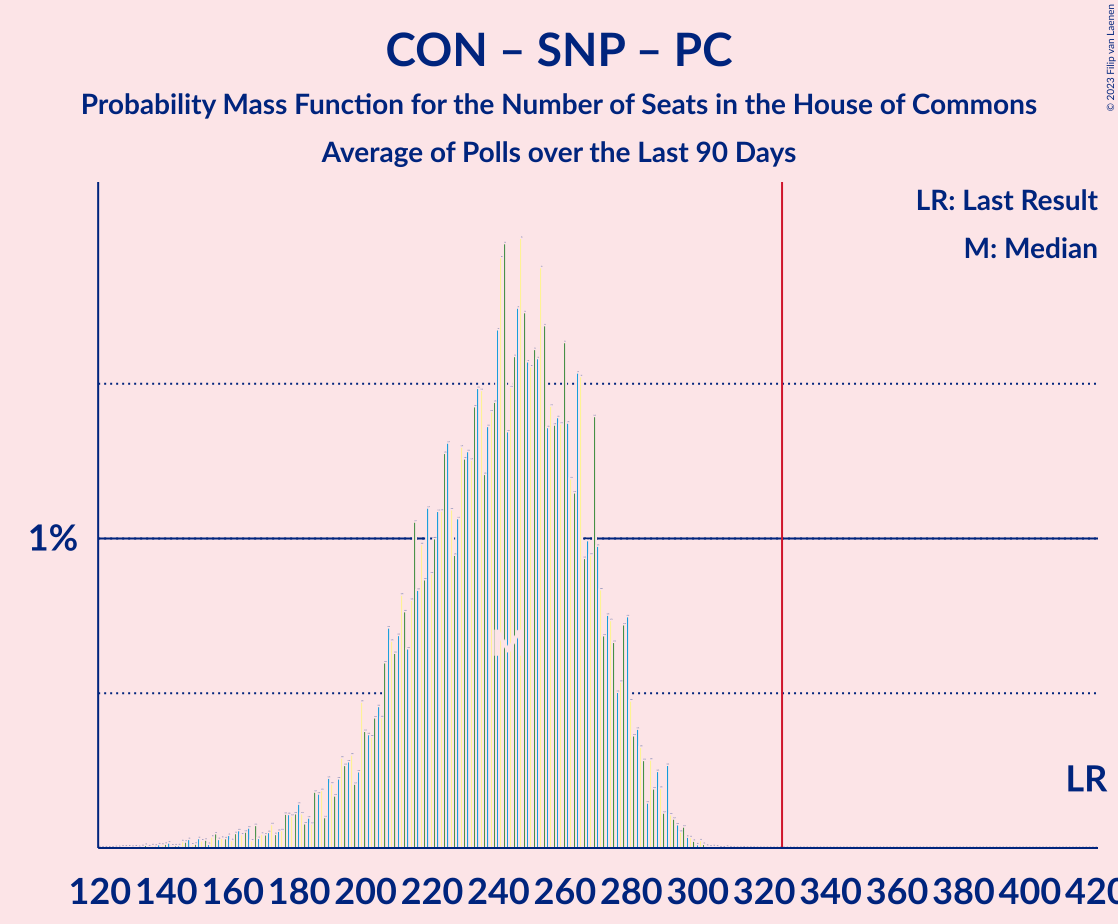 CON – SNP – PC
Probability Mass Function for the Number of Seats in the House of Commons
Average of Polls over the Last 90 Days
© 2023 Filip van Laenen
LR: Last Result
M: Median
1%
M
LR
120 140 160 180 200 220 240 260 280 300 320 340 360 380 400 420